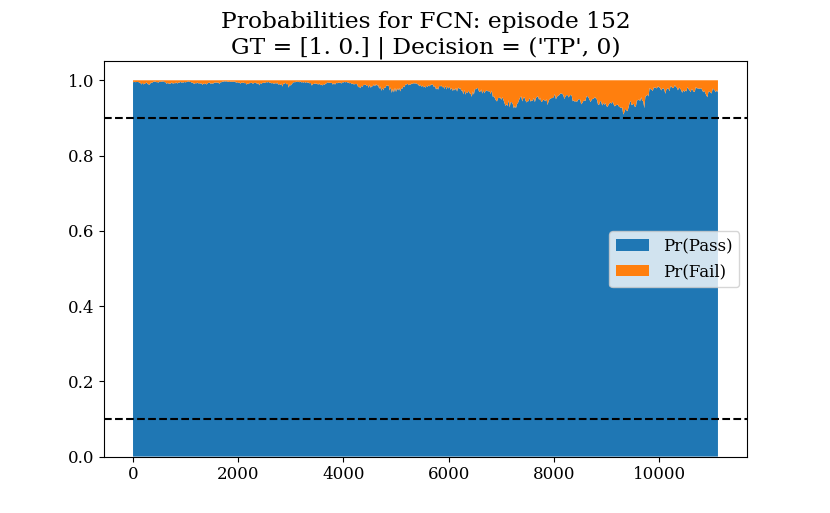 Probabilities for FCN: episode 152
GT = [1. 0.] | Decision = ('TP', 0)
1.0
0.8
0.6
0.4
0.2
0.0
Pr(Pass)
Pr(Fail)
0 2000 4000 6000 8000 10000